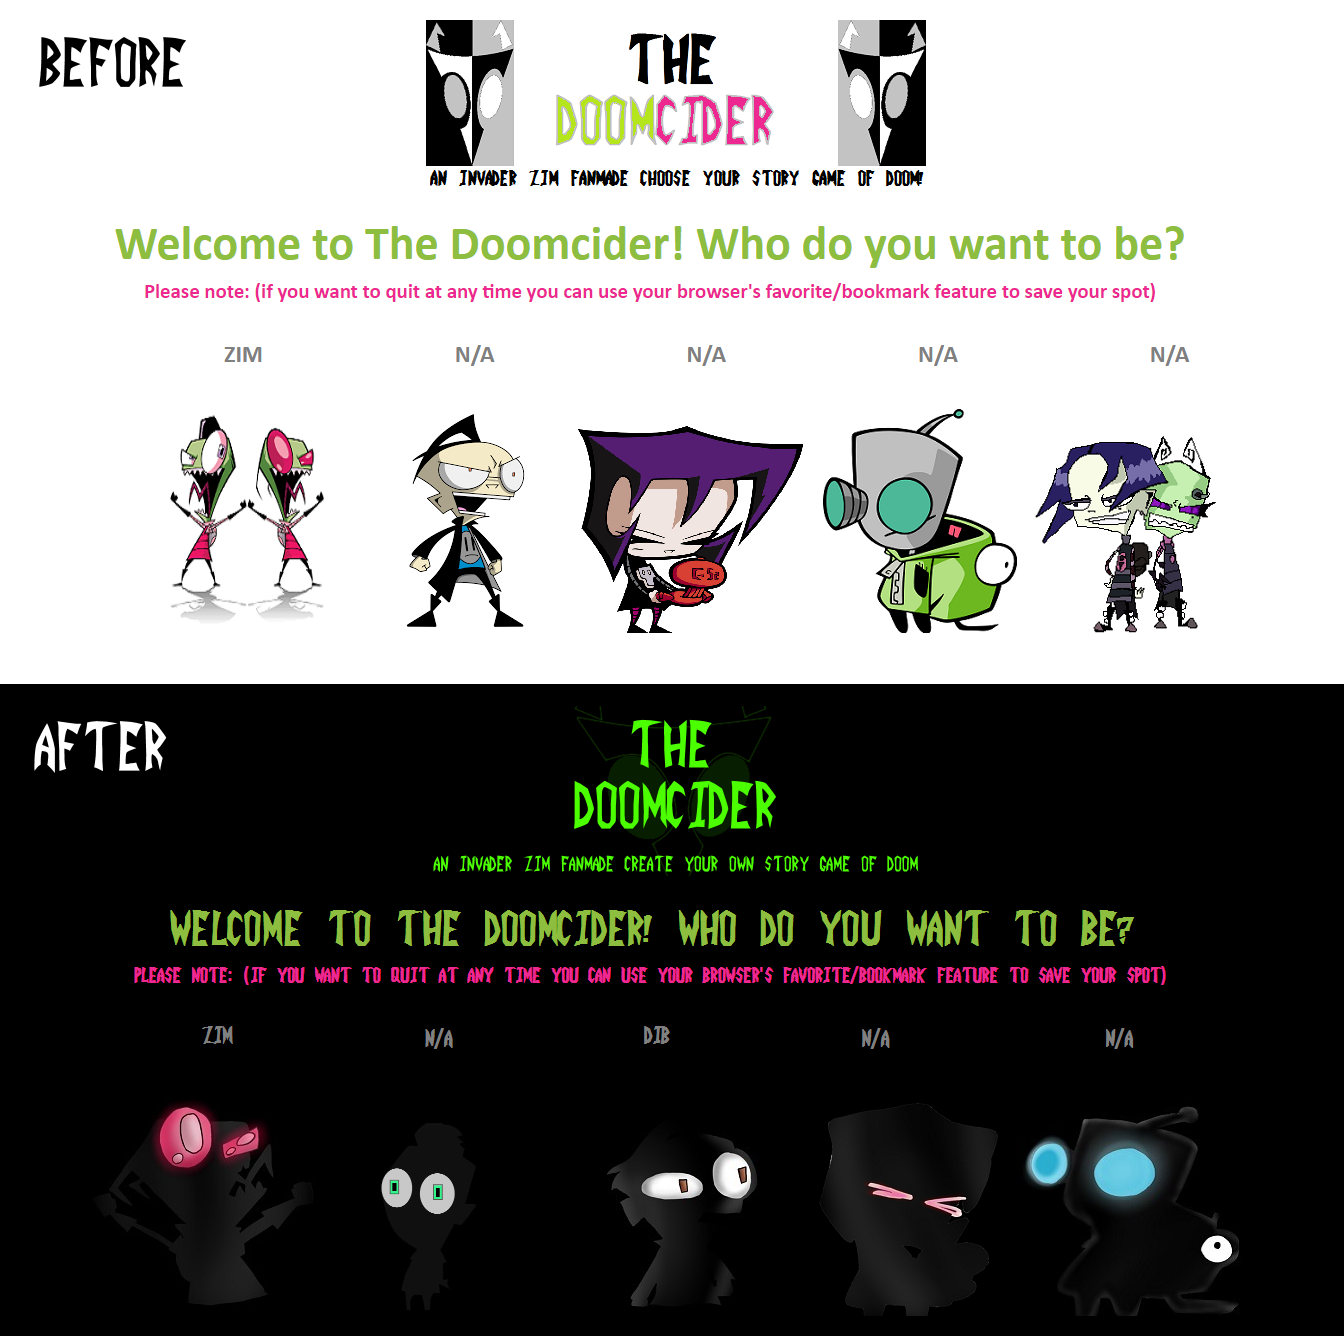 BEFORE
THE
DOOMCIDER
AN INVADER ZIM FANMADE CHOOSE YOUR STORY GAME OF DOOM!
Welcome to The Doomcider! Who do you want to be?
Please note: (if you want to quit at any time you can use your browser's favorite/bookmark feature to save your spot)
ZIM N/A N/A N/A N/A
AFTER
THE
DOOMCIDER
AN INVADER ZIM FANMADE CREATE YOUR OWN STORY GAME OF DOOM
WELCOME TO THE DOOMCIDER! WHO DO YOU WANT TO BE?
PLEASE NOTE: (IF YOU WANT TO QUIT AT ANY TIME YOU CAN USE YOUR BROWSER'S FAVORITE/BOOKMARK FEATURE TO SAVE YOUR SPOT)
ZIM N/A DIB N/A N/A